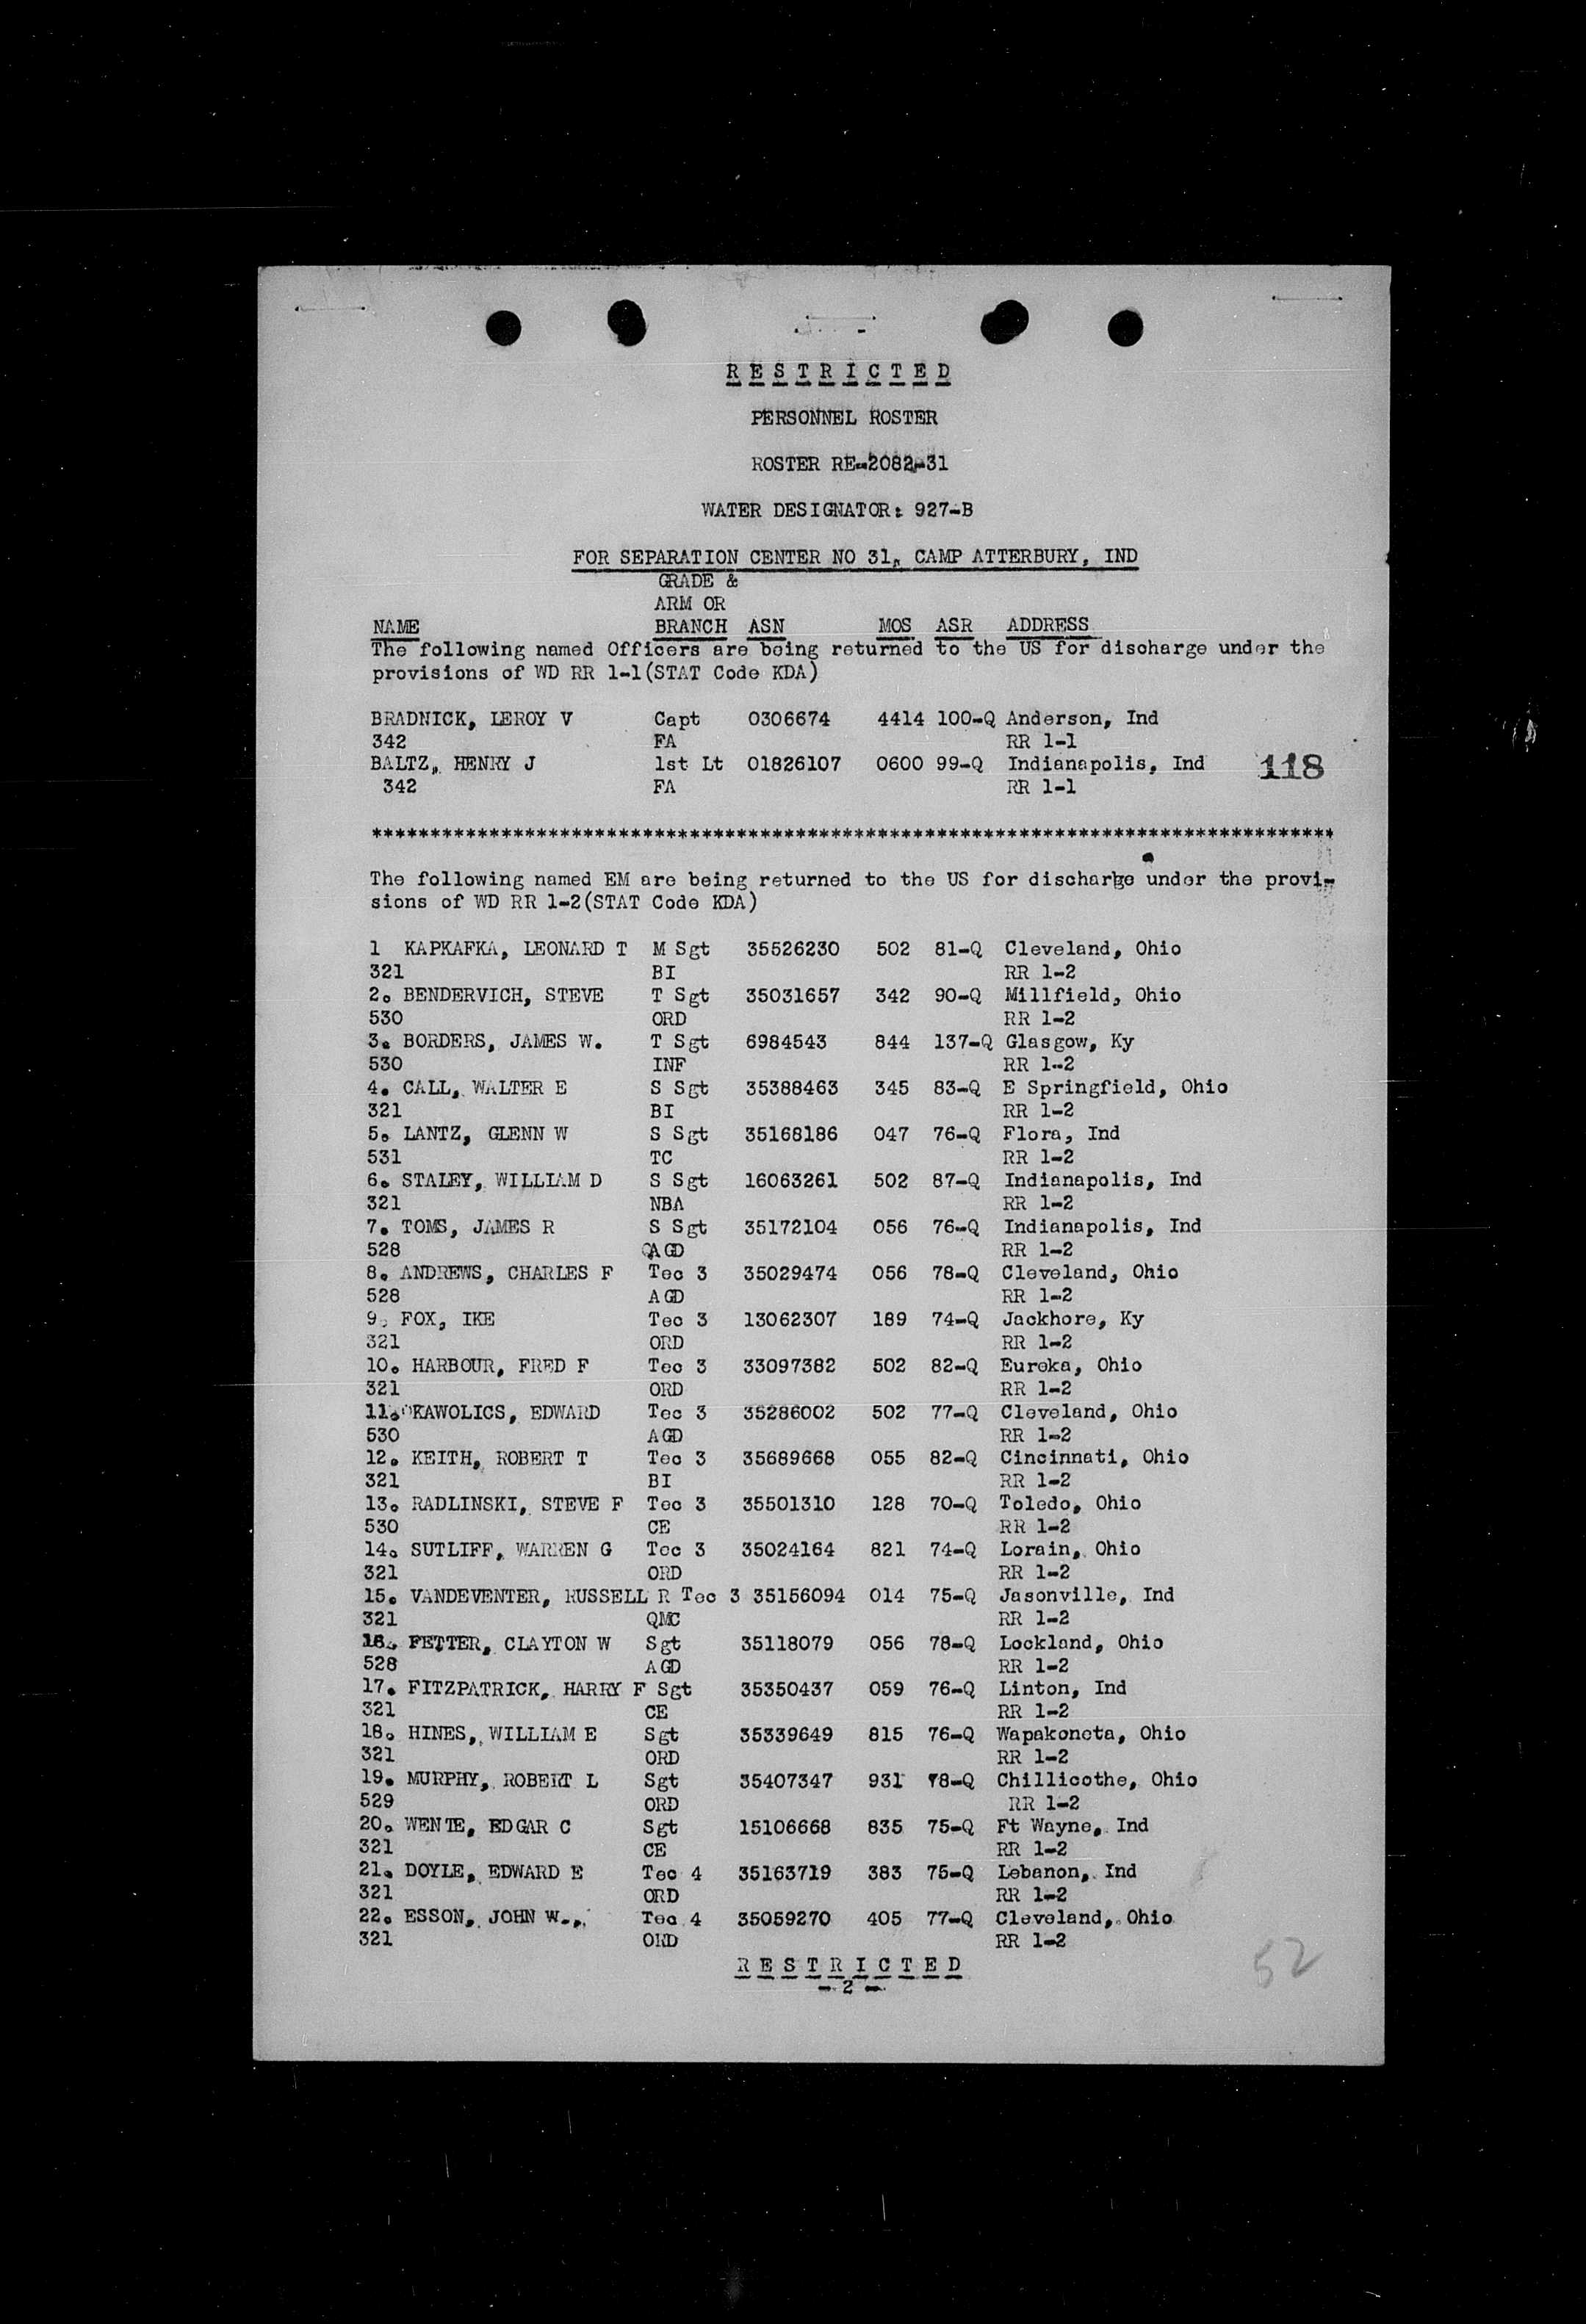 R E S T R I C T E D
PERSONNEL ROSTER
ROSTER RE-2082-31
WATER DESIGNATOR: 927-B
FOR SEPARATION CENTER NO 31, CAMP ATTERBURY, IND
GRADE &
ARM OR
NAME BRANCH ASN MOS ASR ADDRESS
The following named Officers are being returned to the US for discharge under the
provisions of WD RR 1-1(STAT Code KDA)
BRADNICK, LEROY V Capt 0306674 4414 100-Q Anderson, Ind
342 FA RR 1-1
BALTZ, HENRY J 1st Lt 01826107 0600 99-Q Indianapolis, Ind 118
342 FA RR 1-1
**********************************************************************************
The following named EM are being returned to the US for discharge under the provi-
sions of WD RR 1-2(STAT Code KDA)
1 KAPKAFKA, LEONARD T M Sgt 35526230 502 81-Q Cleveland, Ohio
321 BI RR 1-2
2. BENDERVICH, STEVE T Sgt 35031657 342 90-Q Millfield, Ohio
530 ORD RR 1-2
3. BORDERS, JAMES W. T Sgt 6984543 844 137-Q Glasgow, Ky
530 INF RR 1-2
4. CALL, WALTER E S Sgt 35388463 345 83-Q E Springfield, Ohio
321 BI RR 1-2
5. LANTZ, GLENN W S Sgt 35168186 047 76-Q Flora, Ind
531 TC RR 1-2
6. STALEY, WILLIAM D S Sgt 16063261 502 87-Q Indianapolis, Ind
321 NBA RR 1-2
7. TOMS, JAMES R S Sgt 35172104 056 76-Q Indianapolis, Ind
528 AGD RR 1-2
8. ANDREWS, CHARLES F Tec 3 35029474 056 78-Q Cleveland, Ohio
528 AGD RR 1-2
9. FOX, IKE Tec 3 13062307 189 74-Q Jackhore, Ky
321 ORD RR 1-2
10. HARBOUR, FRED F Tec 3 33097382 502 82-Q Eureka, Ohio
321 ORD RR 1-2
11. KAWOLICS, EDWARD Tec 3 35286002 502 77-Q Cleveland, Ohio
530 AGD RR 1-2
12. KEITH, ROBERT T Tec 3 35689668 055 82-Q Cincinnati, Ohio
321 BI RR 1-2
13. RADLINSKI, STEVE F Tec 3 35501310 128 70-Q Toledo, Ohio
530 CE RR 1-2
14. SUTLIFF, WARREN G Tec 3 35024164 821 74-Q Lorain, Ohio
321 ORD RR 1-2
15. VANDEVENTER, RUSSELL R Tec 3 35156094 014 75-Q Jasonville, Ind
321 QMC RR 1-2
16. FETTER, CLAYTON W Sgt 35118079 056 78-Q Lockland, Ohio
528 AGD RR 1-2
17. FITZPATRICK, HARRY F Sgt 35350437 059 76-Q Linton, Ind
321 CE RR 1-2
18. HINES, WILLIAM E Sgt 35339649 815 76-Q Wapakoneta, Ohio
321 ORD RR 1-2
19. MURPHY, ROBERT L Sgt 35407347 931 78-Q Chillicothe, Ohio
529 ORD RR 1-2
20. WENTE, EDGAR C Sgt 15106668 835 75-Q Ft Wayne, Ind
321 CE RR 1-2
21. DOYLE, EDWARD E Tec 4 35163719 383 75-Q Lebanon, Ind
321 ORD RR 1-2
22. ESSON, JOHN W., Tec 4 35059270 405 77-Q Cleveland, Ohio
321 ORD RR 1-2
R E S T R I C T E D
- 2 -
52